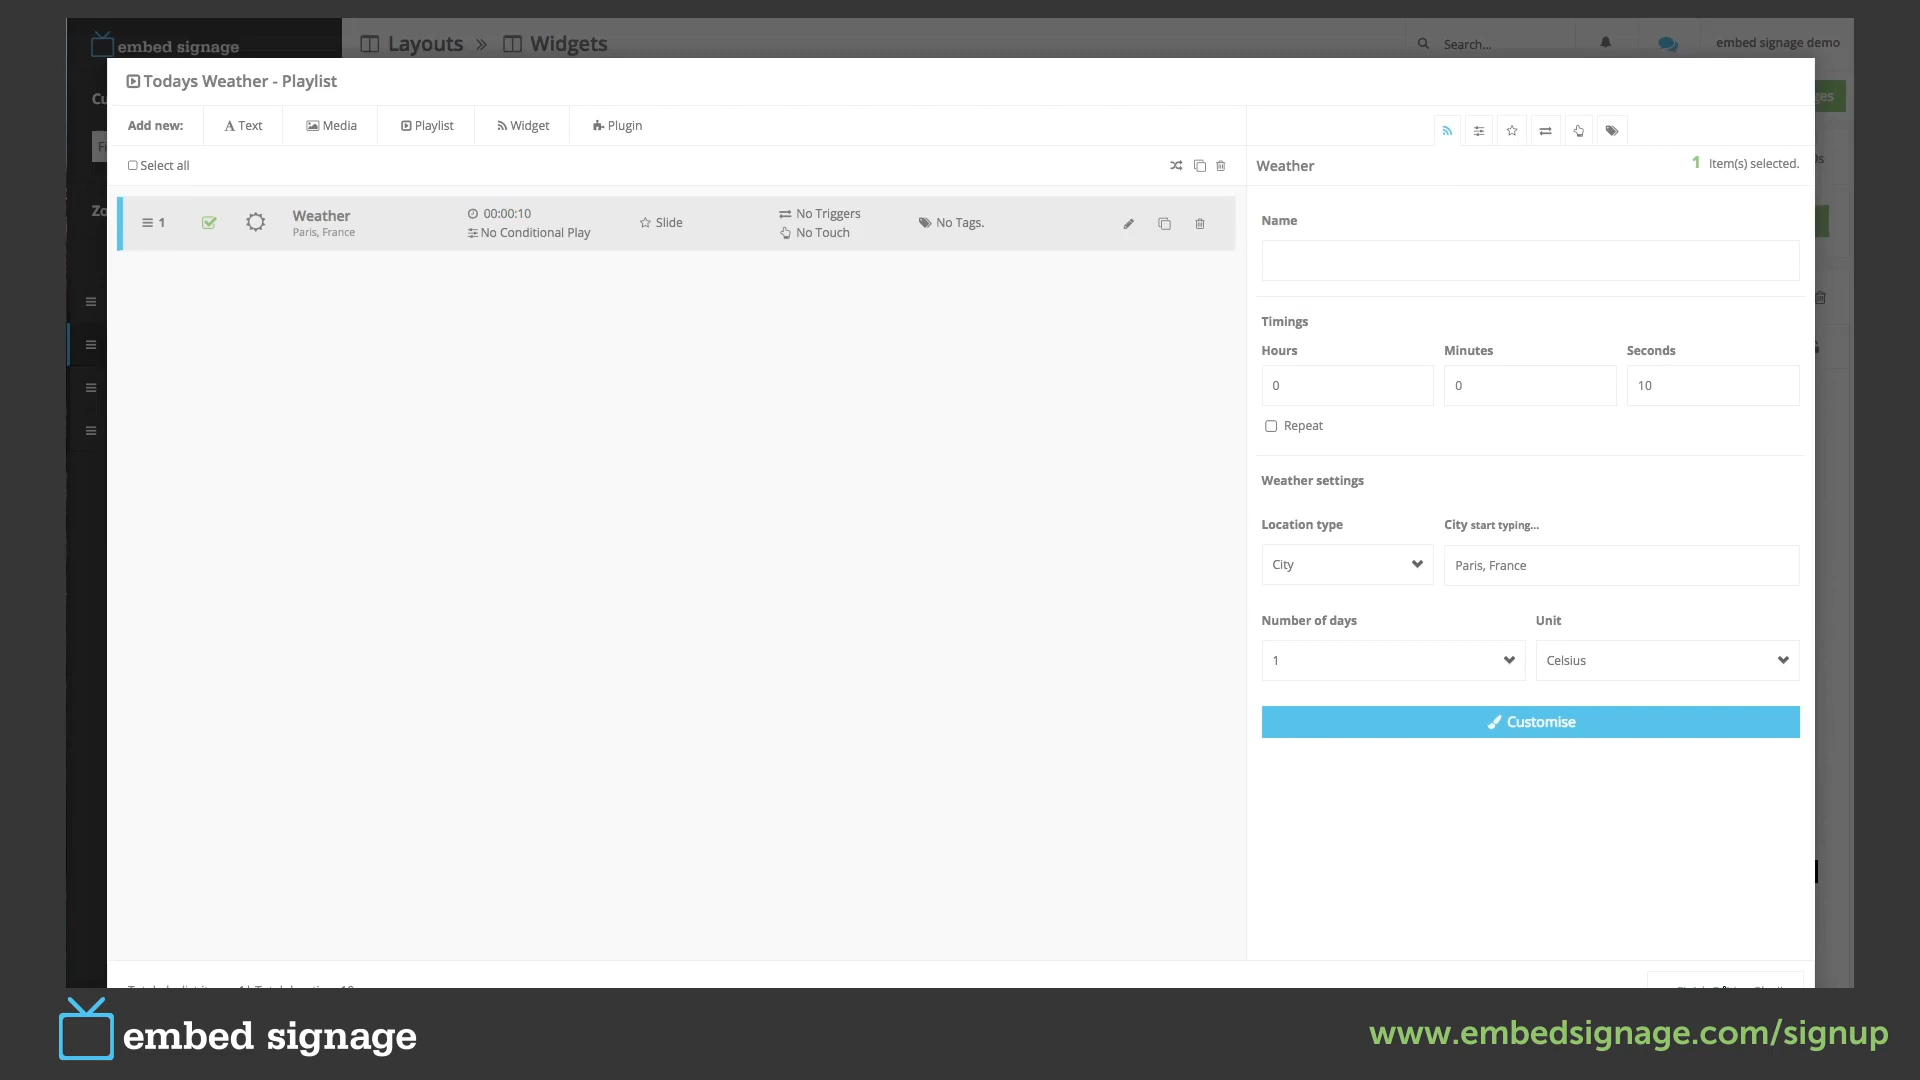 embed signage
Layouts » Widgets
Search...
embed signage demo
Todays Weather - Playlist
Add new:
Text
Media
Playlist
Widget
Plugin
Select all
Weather
1 Item(s) selected.
1
Weather
Paris, France
00:00:10
No Conditional Play
Slide
No Triggers
No Touch
No Tags.
Name
Timings
Hours
Minutes
Seconds
0
0
10
Repeat
Weather settings
Location type
City start typing...
City
Paris, France
Number of days
Unit
1
Celsius
Customise
embed signage
www.embedsignage.com/signup